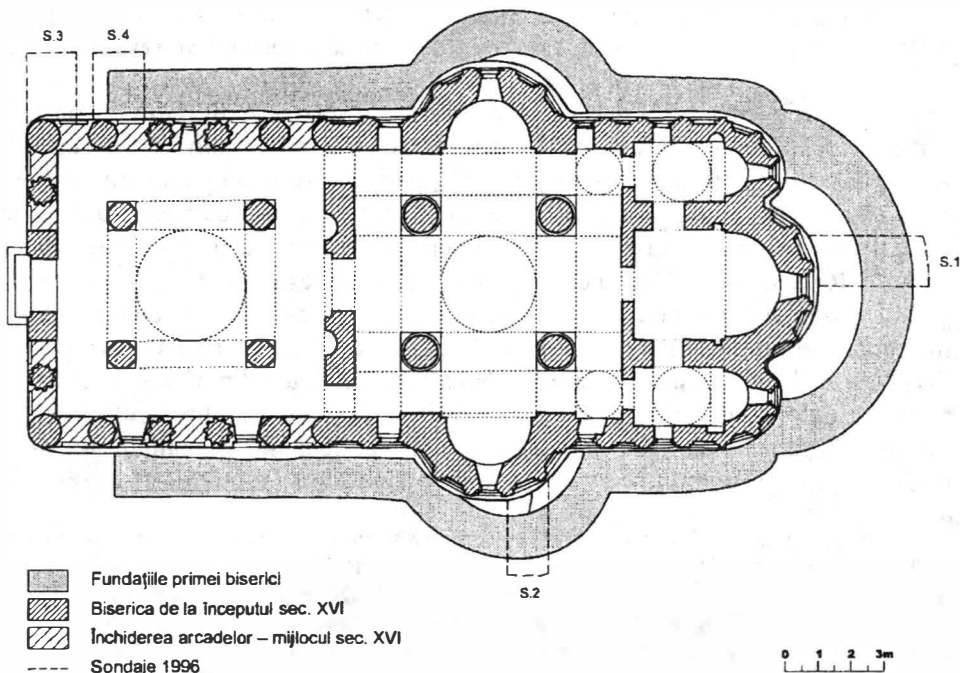 S.3
S.4
S.1
S.2
Fundațiile primei biserici
Biserica de la începutul sec. XVI
Închiderea arcadelor – mijlocul sec. XVI
Sondaje 1996
0 1 2 3m